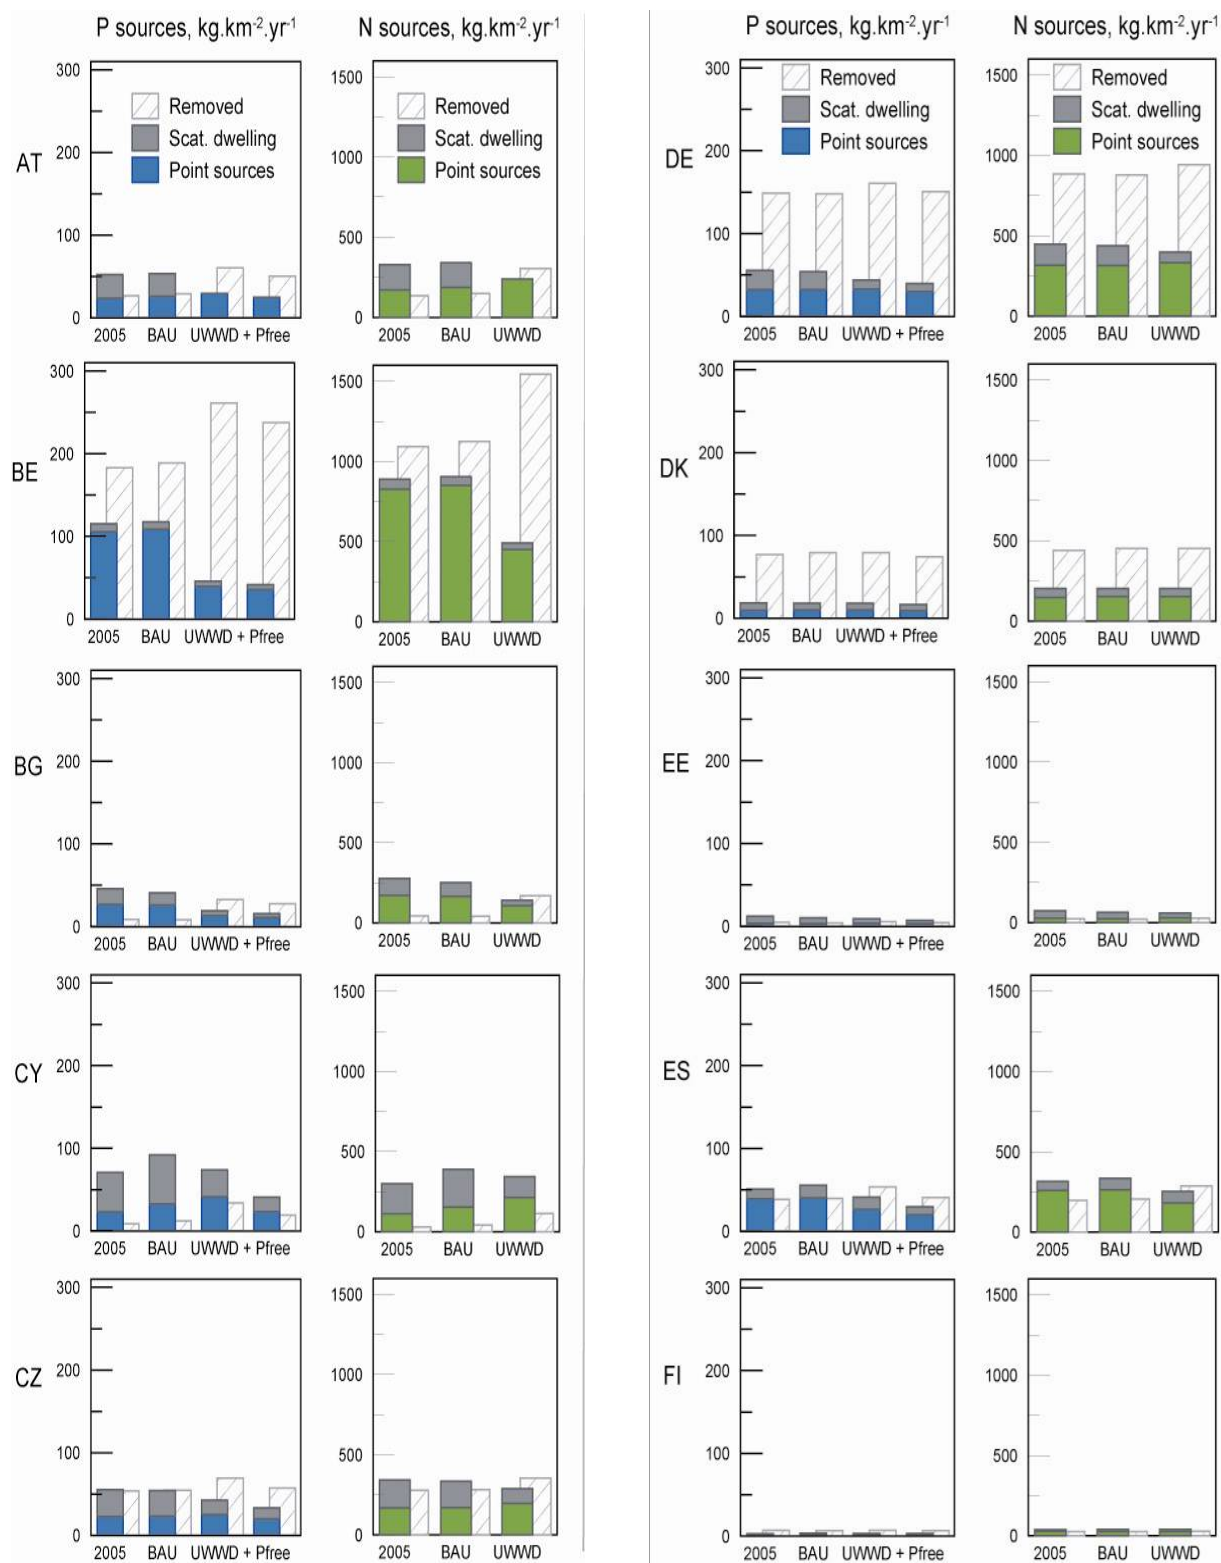 P sources, kg.km⁻².yr⁻¹
N sources, kg.km⁻².yr⁻¹
AT
300
200
100
0
Removed
Scat. dwelling
Point sources
2005 BAU UWWD + Pfree
1500
1000
500
0
Removed
Scat. dwelling
Point sources
2005 BAU UWWD
BE
300
200
100
0
2005 BAU UWWD + Pfree
1500
1000
500
0
2005 BAU UWWD
BG
300
200
100
0
2005 BAU UWWD + Pfree
1500
1000
500
0
2005 BAU UWWD
CY
300
200
100
0
2005 BAU UWWD + Pfree
1500
1000
500
0
2005 BAU UWWD
CZ
300
200
100
0
2005 BAU UWWD + Pfree
1500
1000
500
0
2005 BAU UWWD
P sources, kg.km⁻².yr⁻¹
N sources, kg.km⁻².yr⁻¹
DE
300
200
100
0
Removed
Scat. dwelling
Point sources
2005 BAU UWWD + Pfree
1500
1000
500
0
Removed
Scat. dwelling
Point sources
2005 BAU UWWD
DK
300
200
100
0
2005 BAU UWWD + Pfree
1500
1000
500
0
2005 BAU UWWD
EE
300
200
100
0
2005 BAU UWWD + Pfree
1500
1000
500
0
2005 BAU UWWD
ES
300
200
100
0
2005 BAU UWWD + Pfree
1500
1000
500
0
2005 BAU UWWD
FI
300
200
100
0
2005 BAU UWWD + Pfree
1500
1000
500
0
2005 BAU UWWD